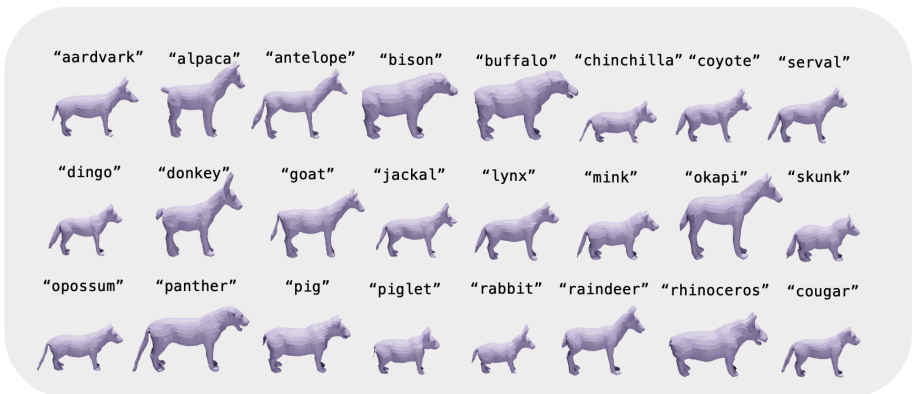 “aardvark” “alpaca” “antelope” “bison” “buffalo” “chinchilla” “coyote” “serval”
“dingo” “donkey” “goat” “jackal” “lynx” “mink” “okapi” “skunk”
“opossum” “panther” “pig” “piglet” “rabbit” “raindeer” “rhinoceros” “cougar”